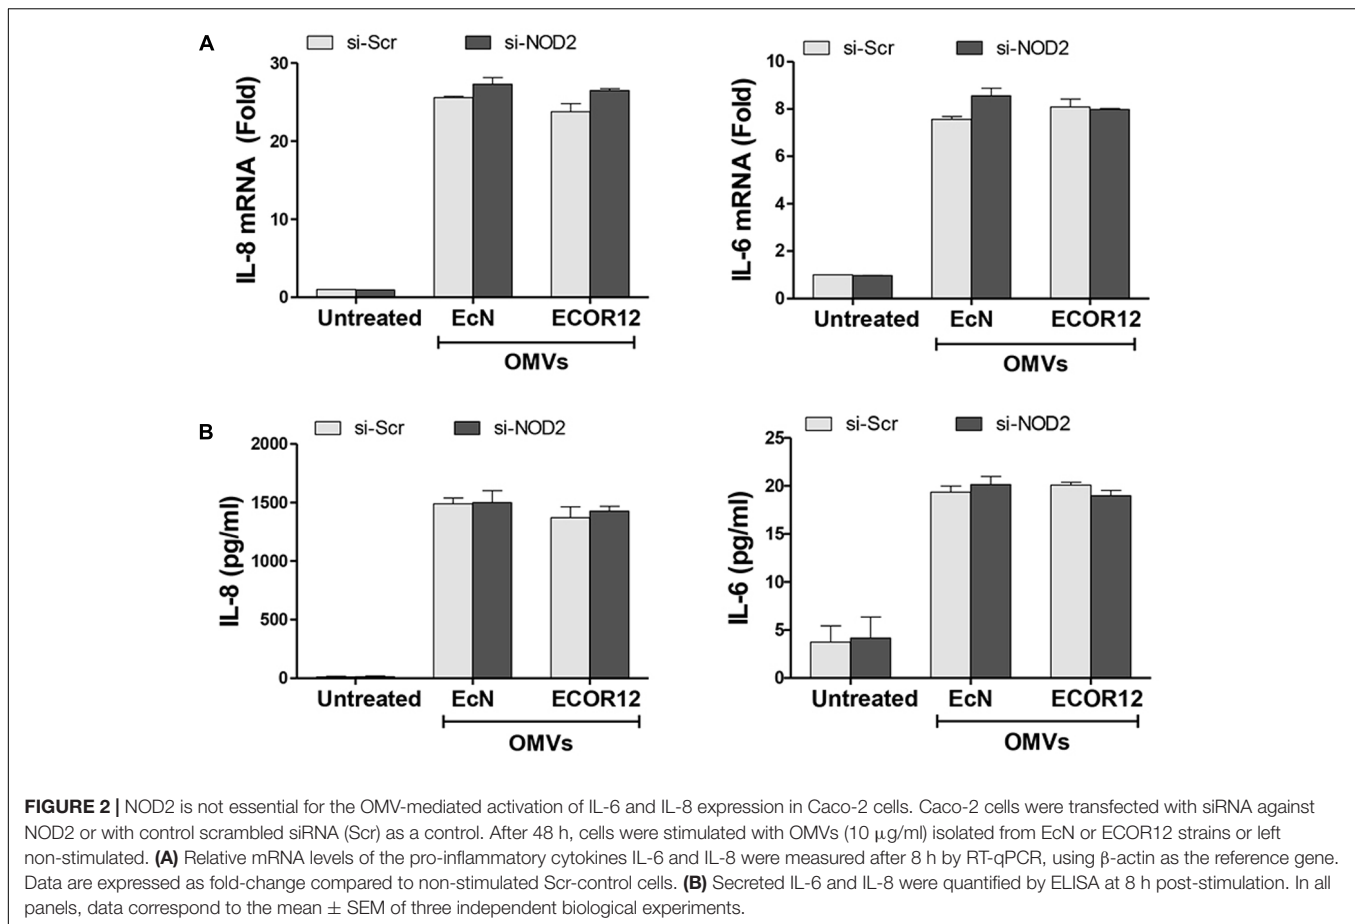 A
si-Scr si-NOD2
IL-8 mRNA (Fold)
30
20
10
0
Untreated EcN ECOR12
OMVs
si-Scr si-NOD2
IL-6 mRNA (Fold)
10
8
6
4
2
0
Untreated EcN ECOR12
OMVs
B
si-Scr si-NOD2
IL-8 (pg/ml)
2000
1500
1000
500
0
Untreated EcN ECOR12
OMVs
si-Scr si-NOD2
IL-6 (pg/ml)
25
20
15
10
5
0
Untreated EcN ECOR12
OMVs
FIGURE 2 | NOD2 is not essential for the OMV-mediated activation of IL-6 and IL-8 expression in Caco-2 cells. Caco-2 cells were transfected with siRNA against
NOD2 or with control scrambled siRNA (Scr) as a control. After 48 h, cells were stimulated with OMVs (10 μg/ml) isolated from EcN or ECOR12 strains or left
non-stimulated. (A) Relative mRNA levels of the pro-inflammatory cytokines IL-6 and IL-8 were measured after 8 h by RT-qPCR, using β-actin as the reference gene.
Data are expressed as fold-change compared to non-stimulated Scr-control cells. (B) Secreted IL-6 and IL-8 were quantified by ELISA at 8 h post-stimulation. In all
panels, data correspond to the mean ± SEM of three independent biological experiments.